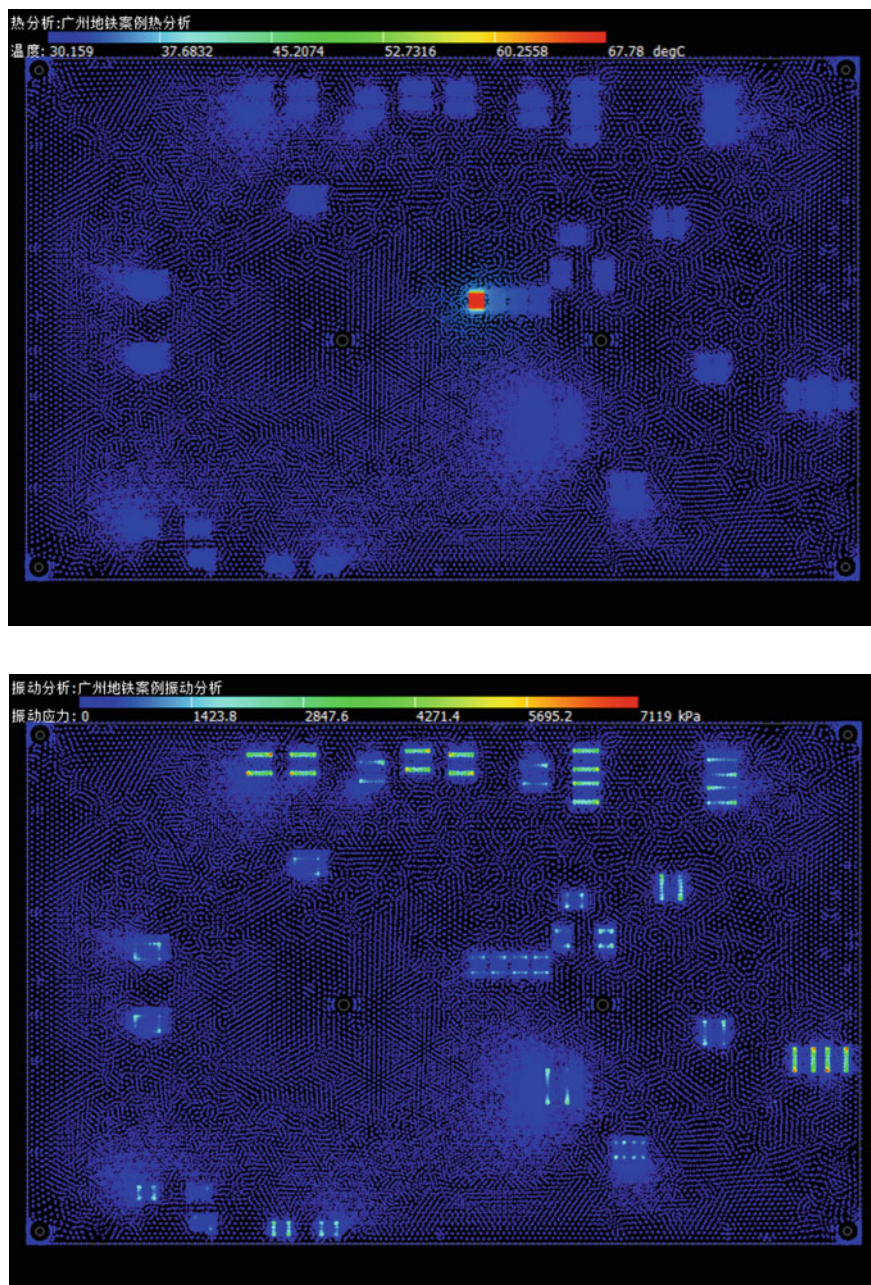 热分析:广州地铁案例热分析
温度: 30.159 37.6832 45.2074 52.7316 60.2558 67.78 degC
振动分析:广州地铁案例振动分析
振动应力: 0 1423.8 2847.6 4271.4 5695.2 7119 kPa